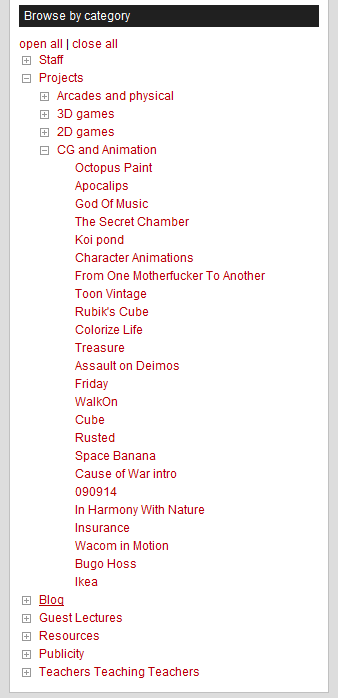 Browse by category
open all | close all
Staff
Projects
Arcades and physical
3D games
2D games
CG and Animation
Octopus Paint
Apocalips
God Of Music
The Secret Chamber
Koi pond
Character Animations
From One Motherfucker To Another
Toon Vintage
Rubik's Cube
Colorize Life
Treasure
Assault on Deimos
Friday
WalkOn
Cube
Rusted
Space Banana
Cause of War intro
090914
In Harmony With Nature
Insurance
Wacom in Motion
Bugo Hoss
Ikea
Blog
Guest Lectures
Resources
Publicity
Teachers Teaching Teachers